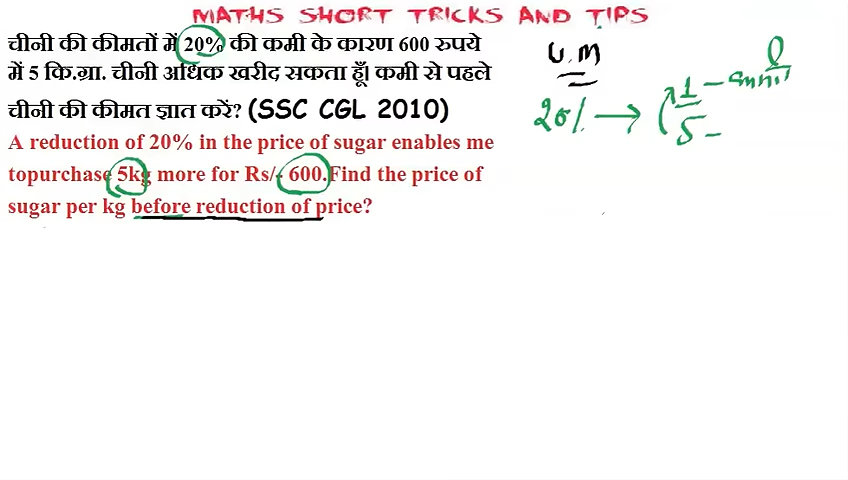 MATHS SHORT TRICKS AND TIPS
चीनी की कीमतों में 20% की कमी के कारण 600 रुपये
में 5 कि.ग्रा. चीनी अधिक खरीद सकता हूँ। कमी से पहले
चीनी की कीमत ज्ञात करें? (SSC CGL 2010)
A reduction of 20% in the price of sugar enables me
topurchase 5kg more for Rs/- 600.Find the price of
sugar per kg before reduction of price?
U.M
20% → 1
5